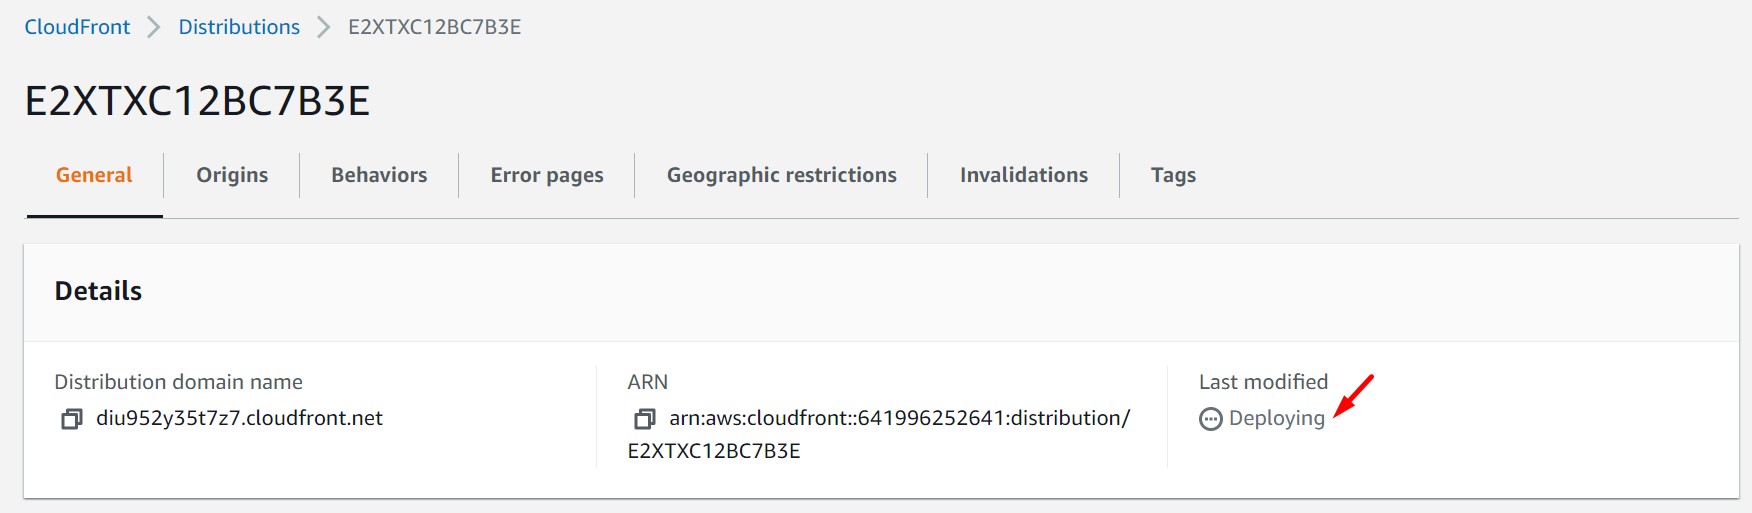 CloudFront Distributions E2XTXC12BC7B3E
E2XTXC12BC7B3E
General Origins Behaviors Error pages Geographic restrictions Invalidations Tags
Details
Distribution domain name
diu952y35t7z7.cloudfront.net
ARN
arn:aws:cloudfront::641996252641:distribution/
E2XTXC12BC7B3E
Last modified
Deploying